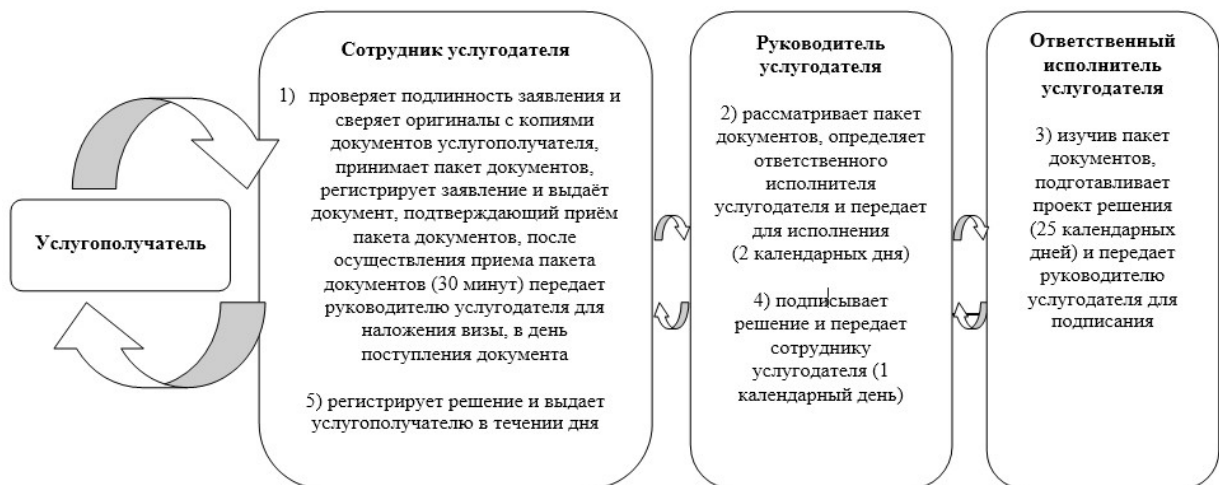 Услугополучатель
Сотрудник услугодателя
1) проверяет подлинность заявления и
сверяет оригиналы с копиями
документов услугополучателя,
принимает пакет документов,
регистрирует заявление и выдаёт
документ, подтверждающий приём
пакета документов, после
осуществления приема пакета
документов (30 минут) передает
руководителю услугодателя для
наложения визы, в день
поступления документа
5) регистрирует решение и выдает
услугополучателю в течении дня
Руководитель
услугодателя
2) рассматривает пакет
документов, определяет
ответственного
исполнителя
услугодателя и передает
для исполнения
(2 календарных дня)
4) подписывает
решение и передает
сотруднику
услугодателя (1
календарный день)
Ответственный
исполнитель
услугодателя
3) изучив пакет
документов,
подготавливает
проект решения
(25 календарных
дней) и передает
руководителю
услугодателя для
подписания